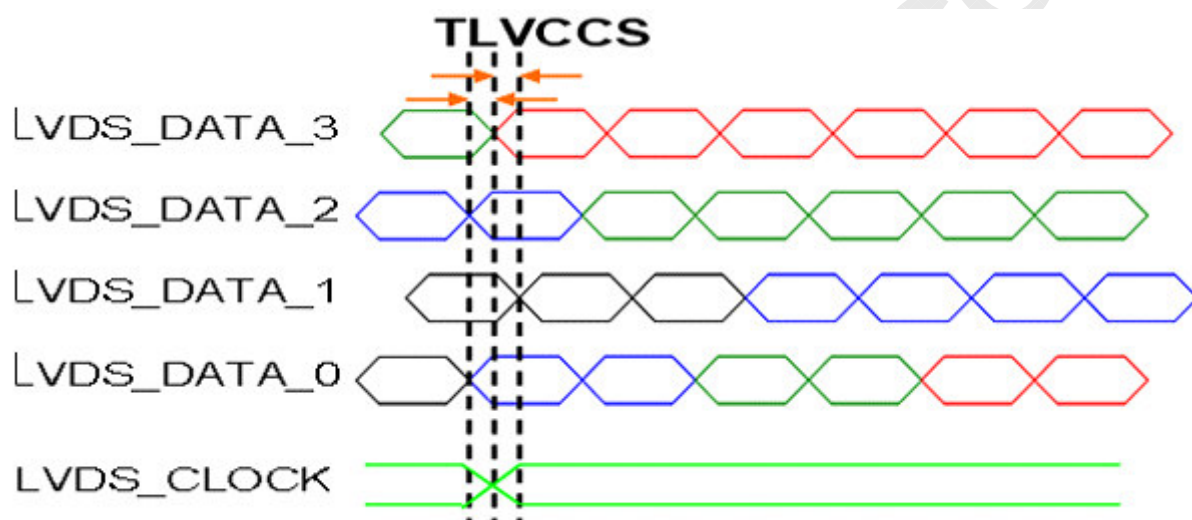 TLVCCS
LVDS_DATA_3
LVDS_DATA_2
LVDS_DATA_1
LVDS_DATA_0
LVDS_CLOCK